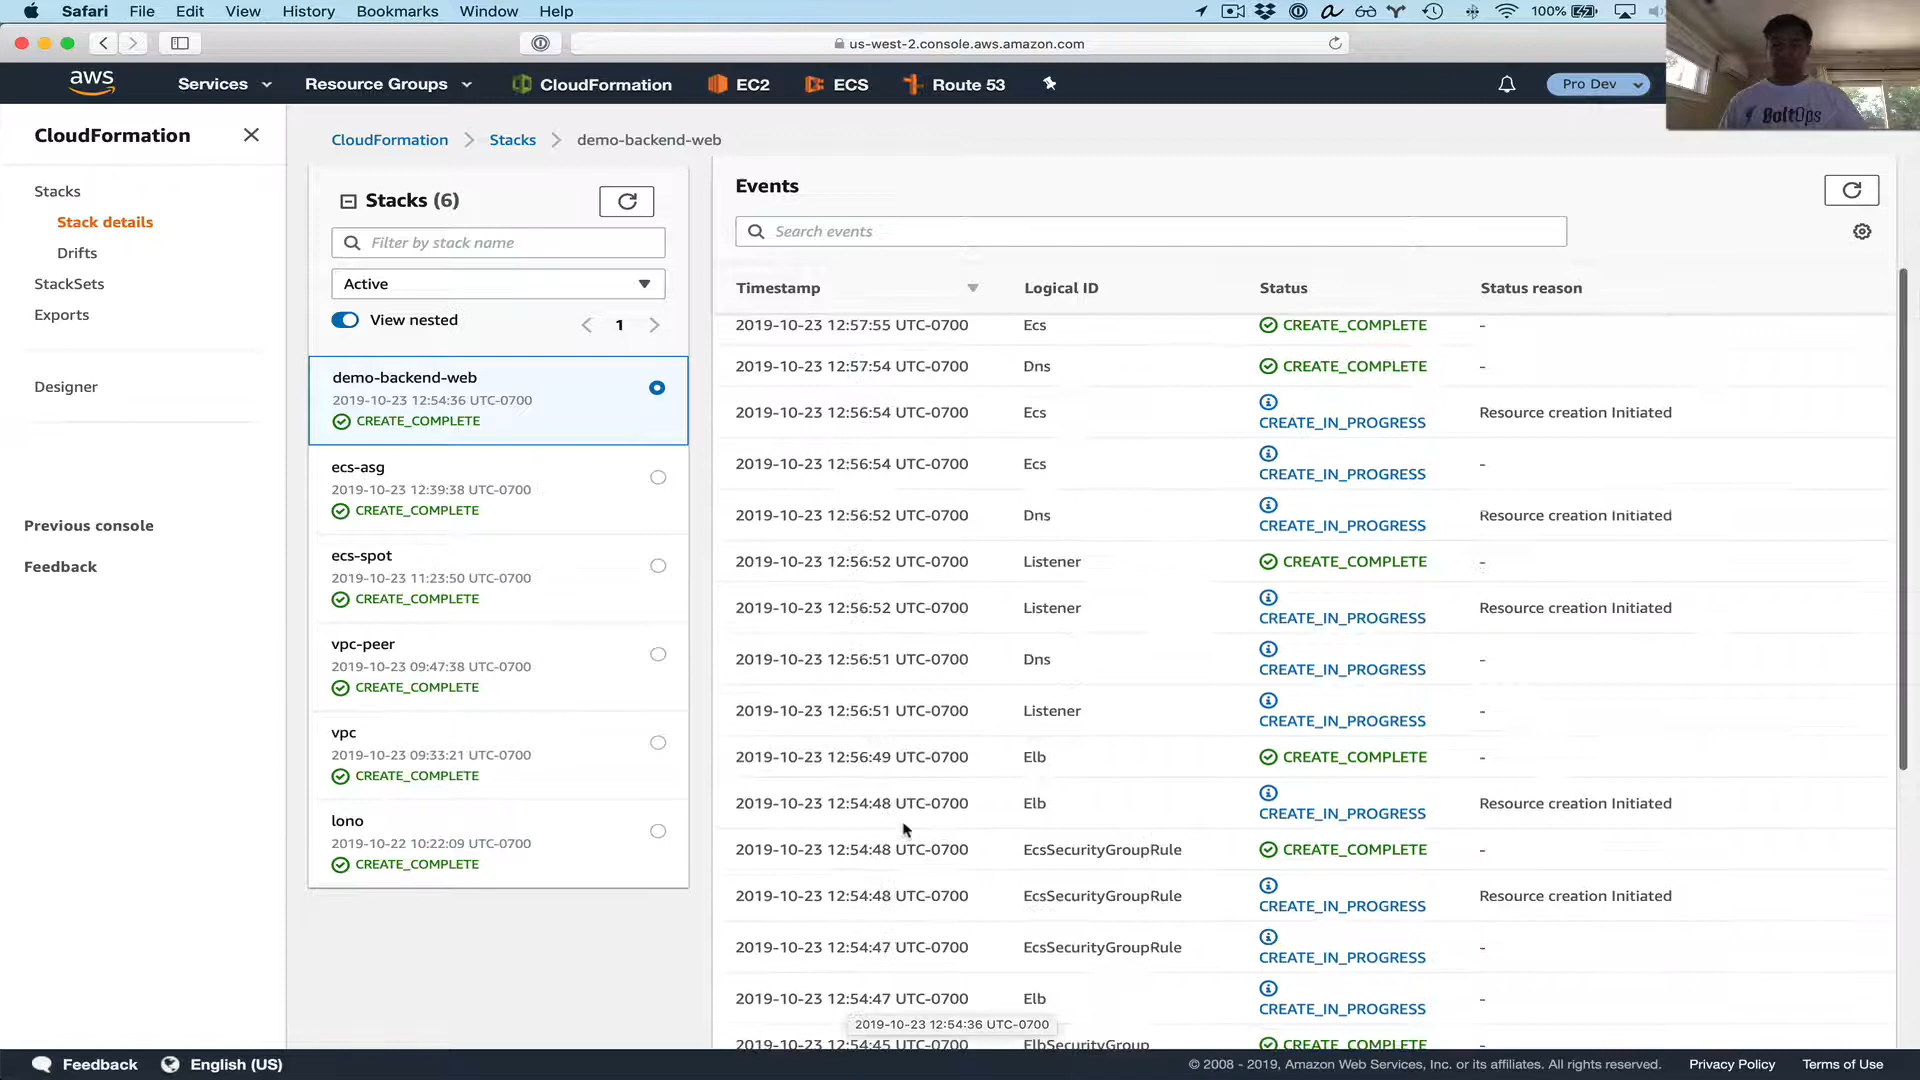 Safari File Edit View History Bookmarks Window Help
100%
us-west-2.console.aws.amazon.com
aws Services Resource Groups CloudFormation EC2 ECS Route 53 Pro Dev
BoltOps
CloudFormation
Stacks
Stack details
Drifts
StackSets
Exports
Designer
Previous console
Feedback
CloudFormation > Stacks > demo-backend-web
Stacks (6)
Filter by stack name
Active
View nested
1
demo-backend-web
2019-10-23 12:54:36 UTC-0700
CREATE_COMPLETE
ecs-asg
2019-10-23 12:39:38 UTC-0700
CREATE_COMPLETE
ecs-spot
2019-10-23 11:23:50 UTC-0700
CREATE_COMPLETE
vpc-peer
2019-10-23 09:47:38 UTC-0700
CREATE_COMPLETE
vpc
2019-10-23 09:33:21 UTC-0700
CREATE_COMPLETE
lono
2019-10-22 10:22:09 UTC-0700
CREATE_COMPLETE
Events
Search events
Timestamp Logical ID Status Status reason
2019-10-23 12:57:55 UTC-0700 Ecs CREATE_COMPLETE -
2019-10-23 12:57:54 UTC-0700 Dns CREATE_COMPLETE -
2019-10-23 12:56:54 UTC-0700 Ecs CREATE_IN_PROGRESS Resource creation Initiated
2019-10-23 12:56:54 UTC-0700 Ecs CREATE_IN_PROGRESS -
2019-10-23 12:56:52 UTC-0700 Dns CREATE_IN_PROGRESS Resource creation Initiated
2019-10-23 12:56:52 UTC-0700 Listener CREATE_COMPLETE -
2019-10-23 12:56:52 UTC-0700 Listener CREATE_IN_PROGRESS Resource creation Initiated
2019-10-23 12:56:51 UTC-0700 Dns CREATE_IN_PROGRESS -
2019-10-23 12:56:51 UTC-0700 Listener CREATE_IN_PROGRESS -
2019-10-23 12:56:49 UTC-0700 Elb CREATE_COMPLETE -
2019-10-23 12:54:48 UTC-0700 Elb CREATE_IN_PROGRESS Resource creation Initiated
2019-10-23 12:54:48 UTC-0700 EcsSecurityGroupRule CREATE_COMPLETE -
2019-10-23 12:54:48 UTC-0700 EcsSecurityGroupRule CREATE_IN_PROGRESS Resource creation Initiated
2019-10-23 12:54:47 UTC-0700 EcsSecurityGroupRule CREATE_IN_PROGRESS -
2019-10-23 12:54:47 UTC-0700 Elb CREATE_IN_PROGRESS -
2019-10-23 12:54:36 UTC-0700
2019-10-23 12:54:45 UTC-0700 ElbSecurityGroup CREATE_COMPLETE -
Feedback English (US) © 2008 - 2019, Amazon Web Services, Inc. or its affiliates. All rights reserved. Privacy Policy Terms of Use